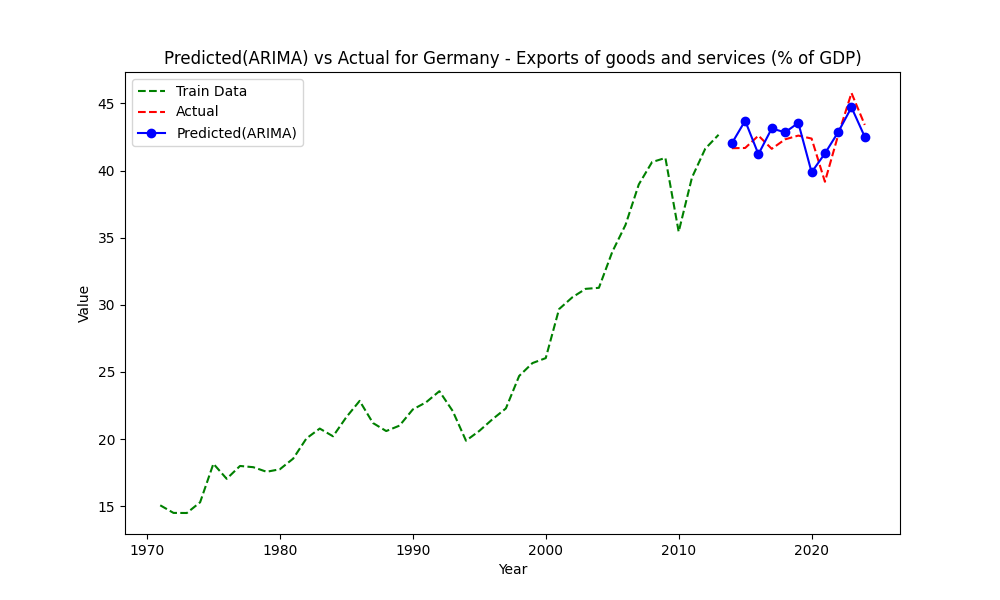 Predicted(ARIMA) vs Actual for Germany - Exports of goods and services (% of GDP)
Train Data
Actual
Predicted(ARIMA)
Value
45
40
35
30
25
20
15
1970 1980 1990 2000 2010 2020
Year